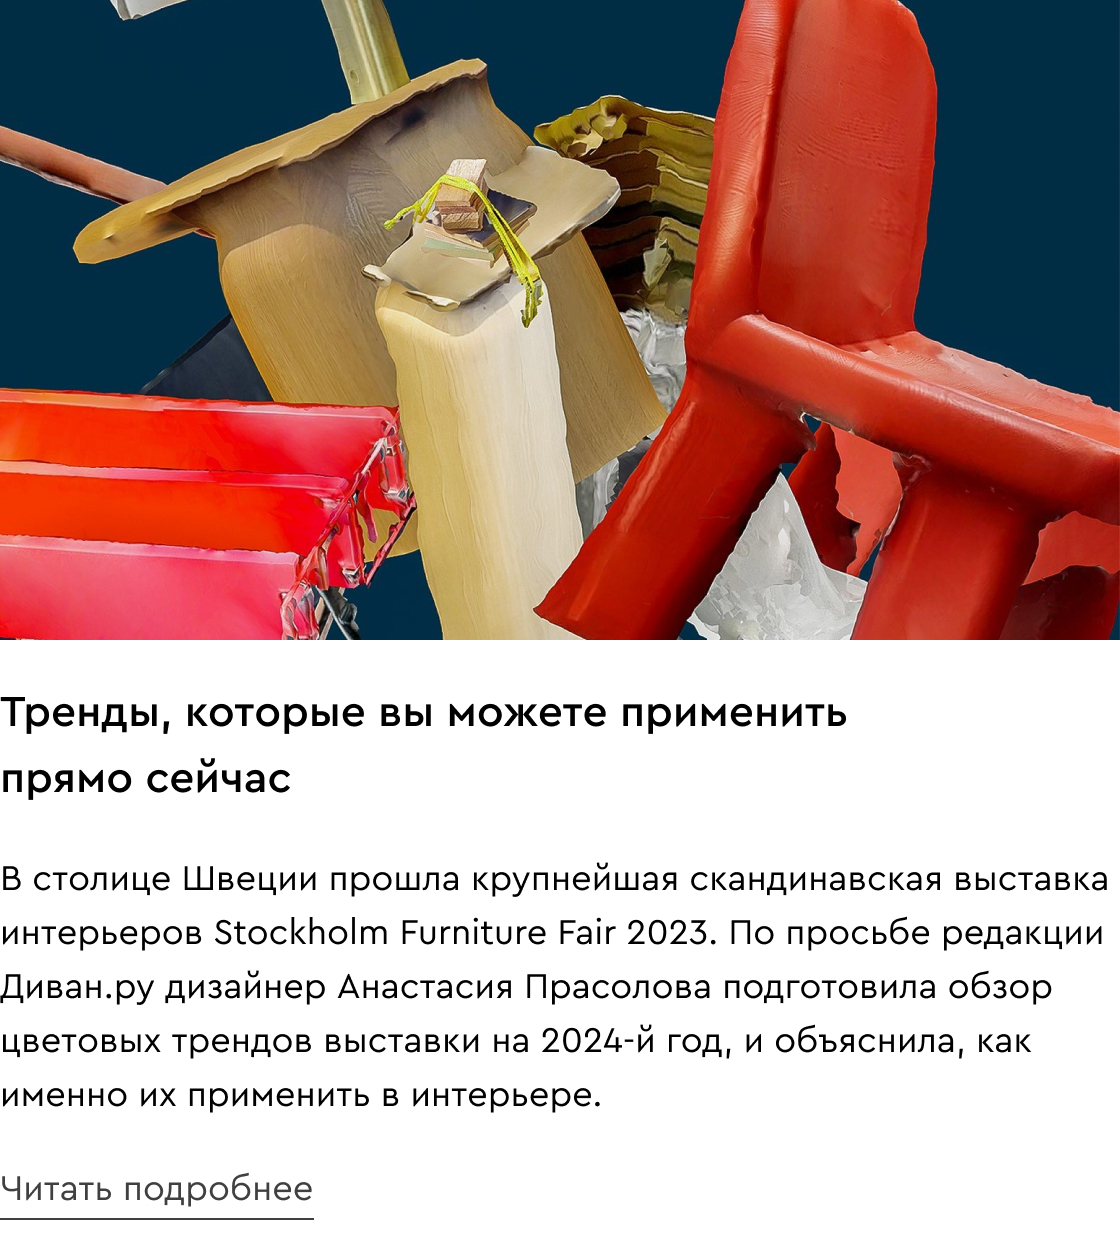 Тренды, которые вы можете применить
прямо сейчас
В столице Швеции прошла крупнейшая скандинавская выставка
интерьеров Stockholm Furniture Fair 2023. По просьбе редакции
Диван.ру дизайнер Анастасия Прасолова подготовила обзор
цветовых трендов выставки на 2024-й год, и объяснила, как
именно их применить в интерьере.
Читать подробнее